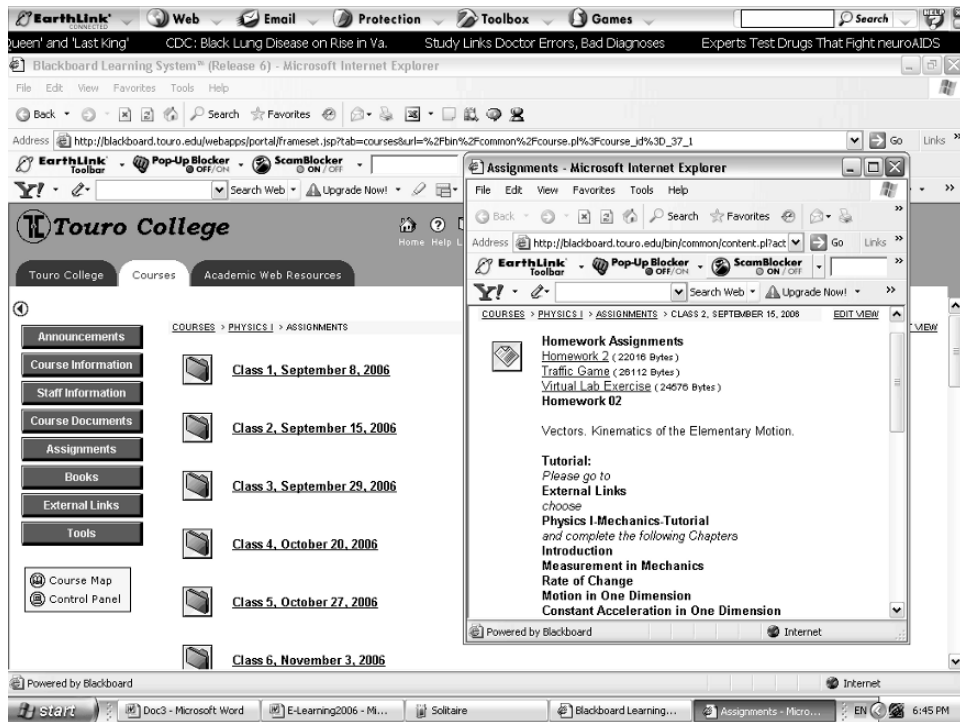 EarthLink CONNECTED Web Email Protection Toolbox Games Search
Queen' and 'Last King' CDC: Black Lung Disease on Rise in Va. Study Links Doctor Errors, Bad Diagnoses Experts Test Drugs That Fight neuroAIDS
Blackboard Learning System™ (Release 6) - Microsoft Internet Explorer
File Edit View Favorites Tools Help
Back Search Favorites
Address http://blackboard.touro.edu/webapps/portal/frameset.jsp?tab=courses&url=%2Fbin%2Fcommon%2Fcourse.pl%3Fcourse_id%3D_37_1 Go Links »
EarthLink Toolbar Pop-Up Blocker OFF/ON ScamBlocker ON / OFF
Y! Search Web Upgrade Now! »
Touro College
Home Help L
Touro College Courses Academic Web Resources
COURSES > PHYSICS I > ASSIGNMENTS
VIEW
Announcements
Course Information
Staff Information
Course Documents
Assignments
Books
External Links
Tools
Course Map
Control Panel
Class 1, September 8, 2006
Class 2, September 15, 2006
Class 3, September 29, 2006
Class 4, October 20, 2006
Class 5, October 27, 2006
Class 6, November 3, 2006
Assignments - Microsoft Internet Explorer
File Edit View Favorites Tools Help
Back Search Favorites »
Address http://blackboard.touro.edu/bin/common/content.pl?act Go Links »
EarthLink Toolbar Pop-Up Blocker OFF/ON ScamBlocker ON / OFF »
Y! Search Web Upgrade Now! »
COURSES > PHYSICS I > ASSIGNMENTS > CLASS 2, SEPTEMBER 15, 2006 EDIT VIEW
Homework Assignments
Homework 2 ( 22016 Bytes )
Traffic Game ( 26112 Bytes )
Virtual Lab Exercise ( 24576 Bytes )
Homework 02
Vectors. Kinematics of the Elementary Motion.
Tutorial:
Please go to
External Links
choose
Physics I-Mechanics-Tutorial
and complete the following Chapters
Introduction
Measurement in Mechanics
Rate of Change
Motion in One Dimension
Constant Acceleration in One Dimension
Powered by Blackboard Internet
Powered by Blackboard Internet
start Doc3 - Microsoft Word E-Learning2006 - Mi... Solitaire Blackboard Learning... Assignments - Micro... EN 6:45 PM